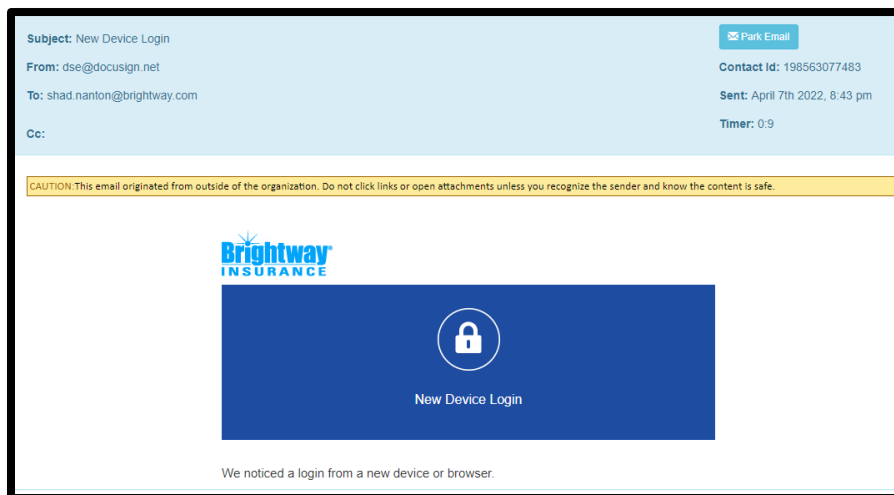 Subject: New Device Login
Park Email
From: dse@docusign.net
Contact Id: 198563077483
To: shad.nanton@brightway.com
Sent: April 7th 2022, 8:43 pm
Timer: 0:9
Cc:
CAUTION:This email originated from outside of the organization. Do not click links or open attachments unless you recognize the sender and know the content is safe.
Brightway®
INSURANCE
New Device Login
We noticed a login from a new device or browser.